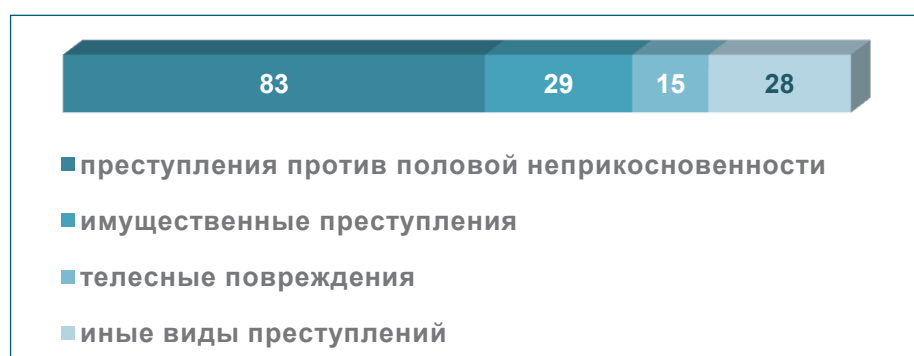 83 29 15 28
преступления против половой неприкосновенности
имущественные преступления
телесные повреждения
иные виды преступлений